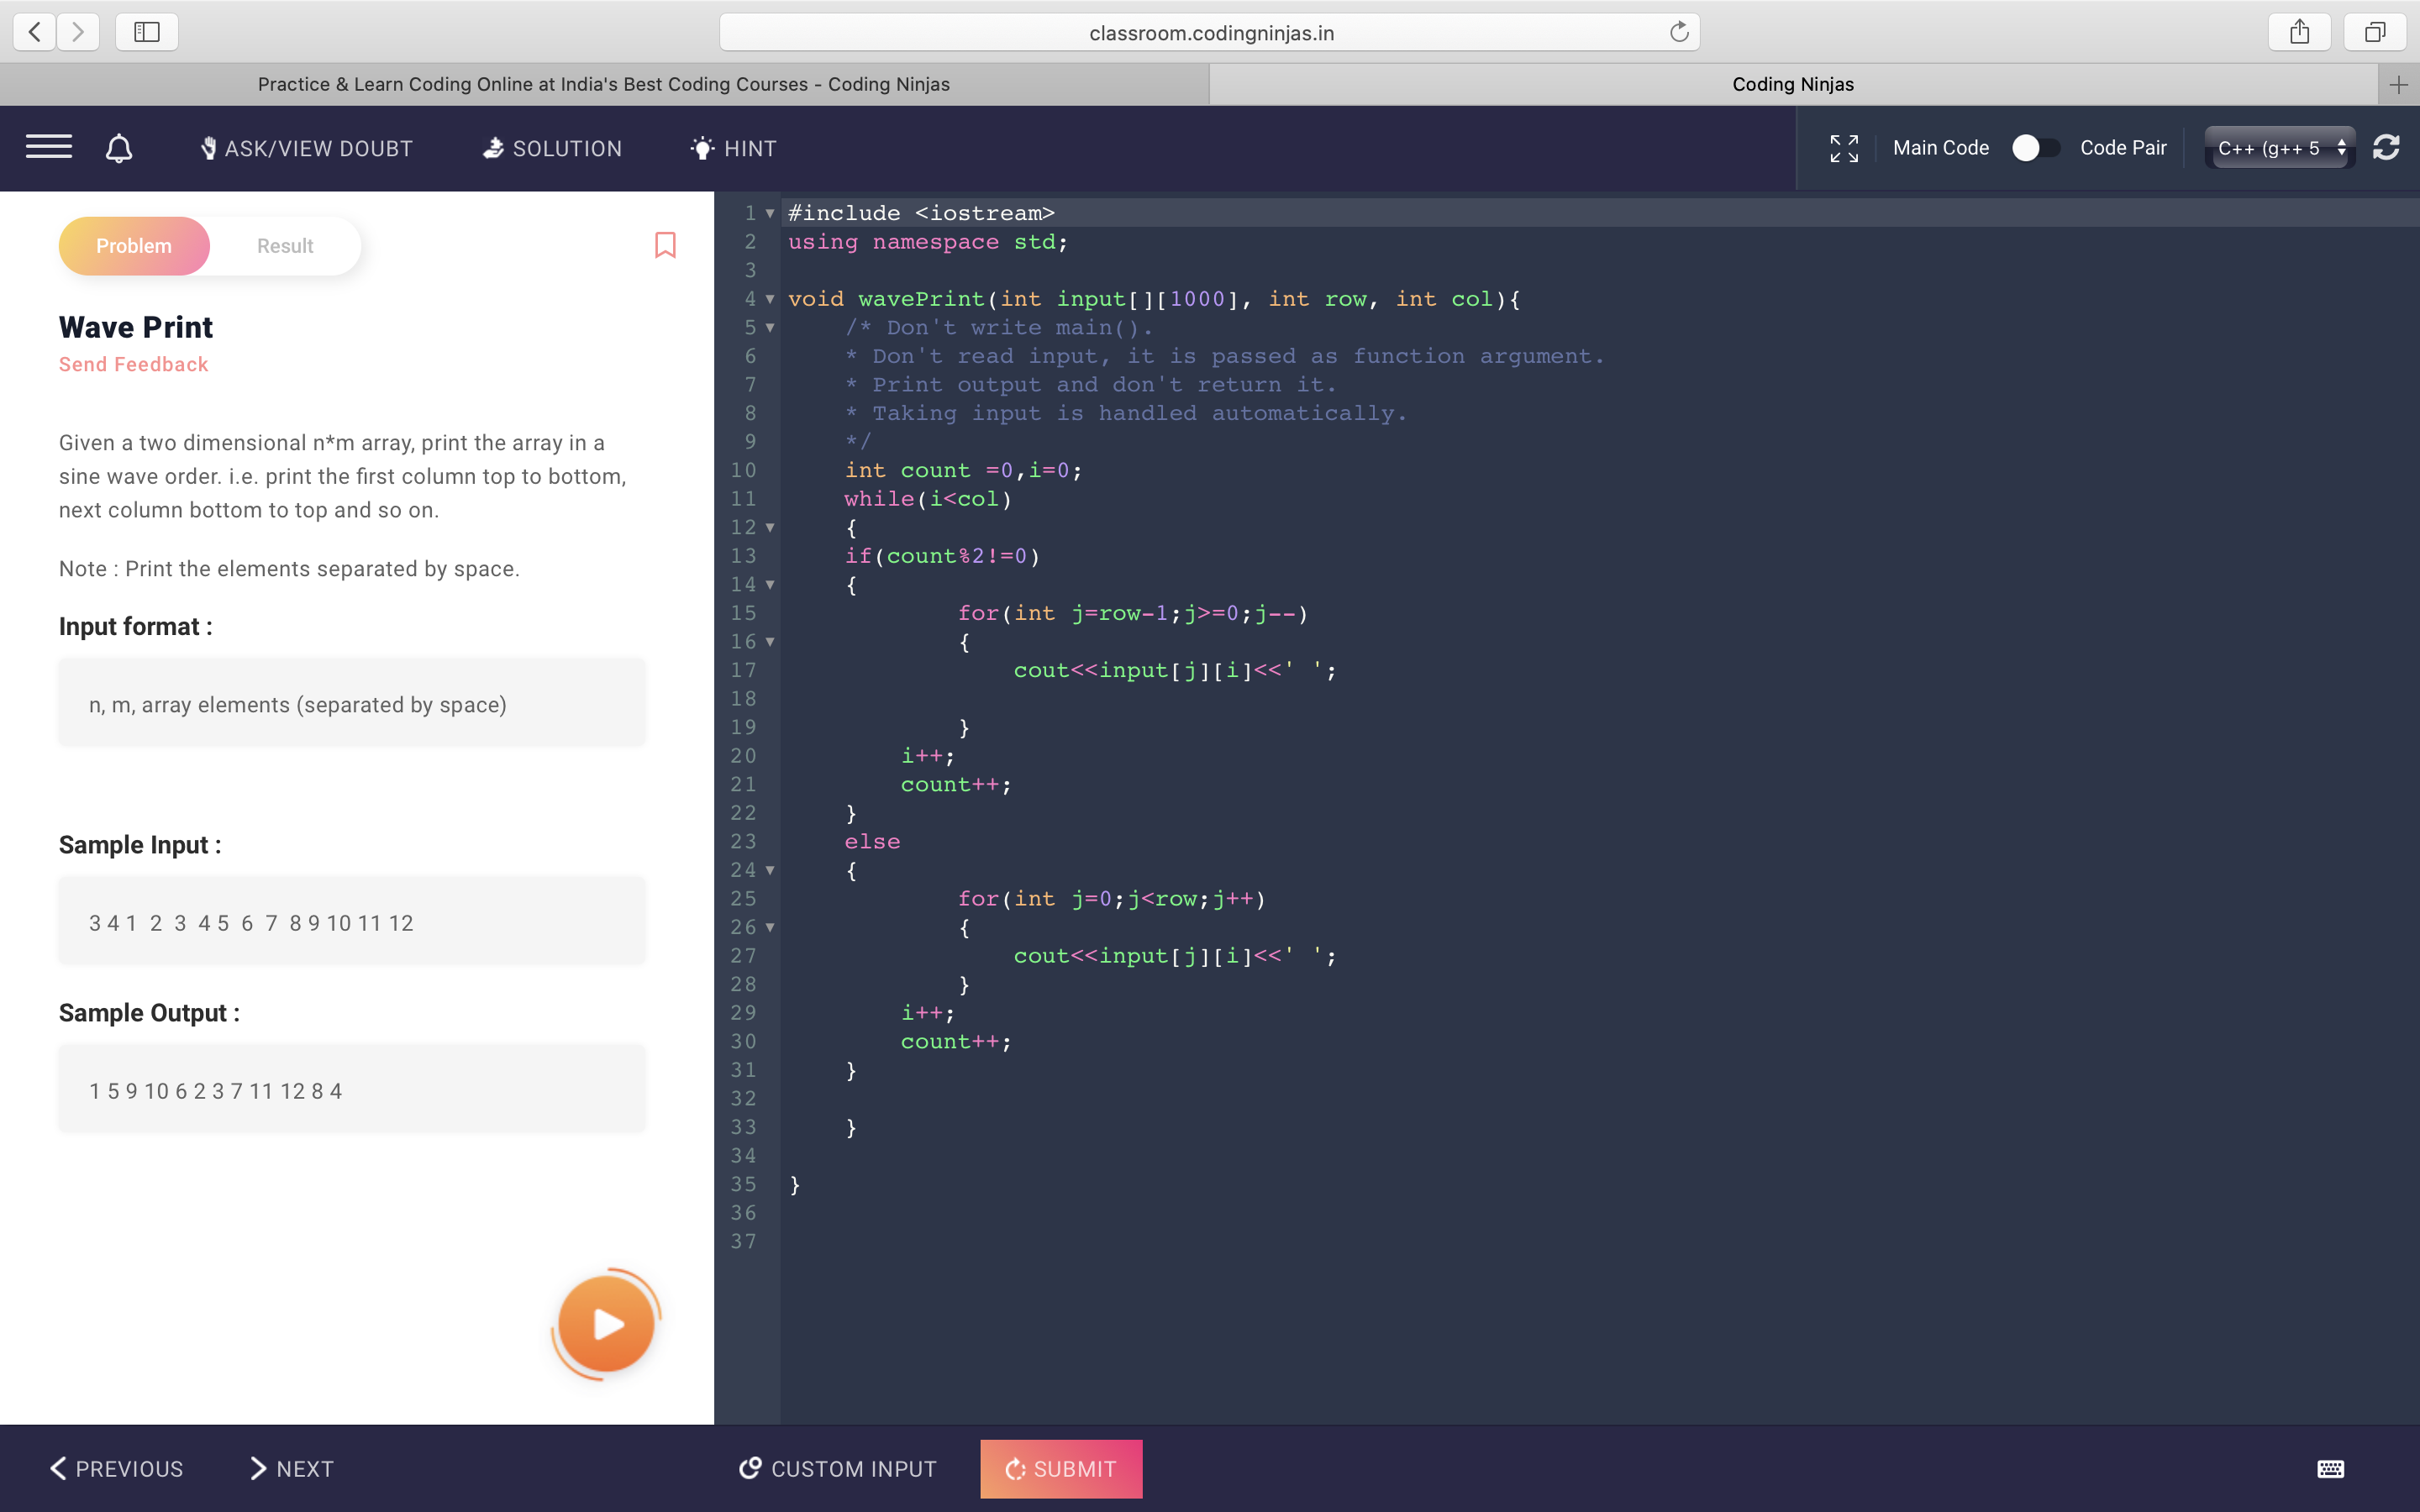 classroom.codingninjas.in
Practice & Learn Coding Online at India's Best Coding Courses - Coding Ninjas
Coding Ninjas
ASK/VIEW DOUBT
SOLUTION
HINT
Main Code
Code Pair
C++ (g++ 5
Problem
Result
Wave Print
Send Feedback
Given a two dimensional n*m array, print the array in a
sine wave order. i.e. print the first column top to bottom,
next column bottom to top and so on.
Note : Print the elements separated by space.
Input format :
n, m, array elements (separated by space)
Sample Input :
3 4 1  2  3  4 5  6  7  8 9 10 11 12
Sample Output :
1 5 9 10 6 2 3 7 11 12 8 4
1 #include <iostream>
2 using namespace std;
3
4 void wavePrint(int input[][1000], int row, int col){
5     /* Don't write main().
6     * Don't read input, it is passed as function argument.
7     * Print output and don't return it.
8     * Taking input is handled automatically.
9     */
10     int count =0,i=0;
11     while(i<col)
12     {
13     if(count%2!=0)
14     {
15             for(int j=row-1;j>=0;j--)
16             {
17                 cout<<input[j][i]<<' ';
18
19             }
20         i++;
21         count++;
22     }
23     else
24     {
25             for(int j=0;j<row;j++)
26             {
27                 cout<<input[j][i]<<' ';
28             }
29         i++;
30         count++;
31     }
32
33     }
34
35 }
36
37
PREVIOUS
NEXT
CUSTOM INPUT
SUBMIT